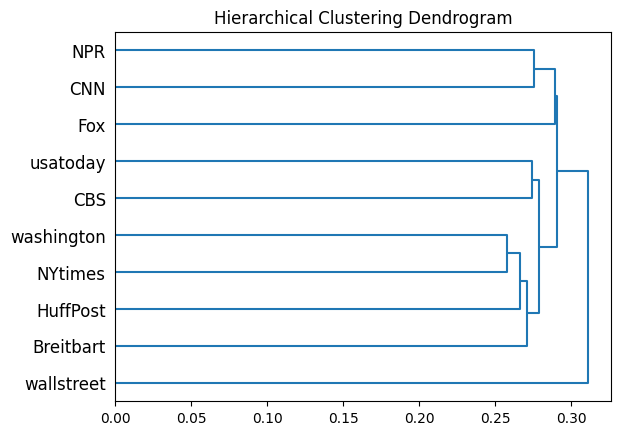 Hierarchical Clustering Dendrogram
NPR
CNN
Fox
usatoday
CBS
washington
NYtimes
HuffPost
Breitbart
wallstreet
0.00 0.05 0.10 0.15 0.20 0.25 0.30